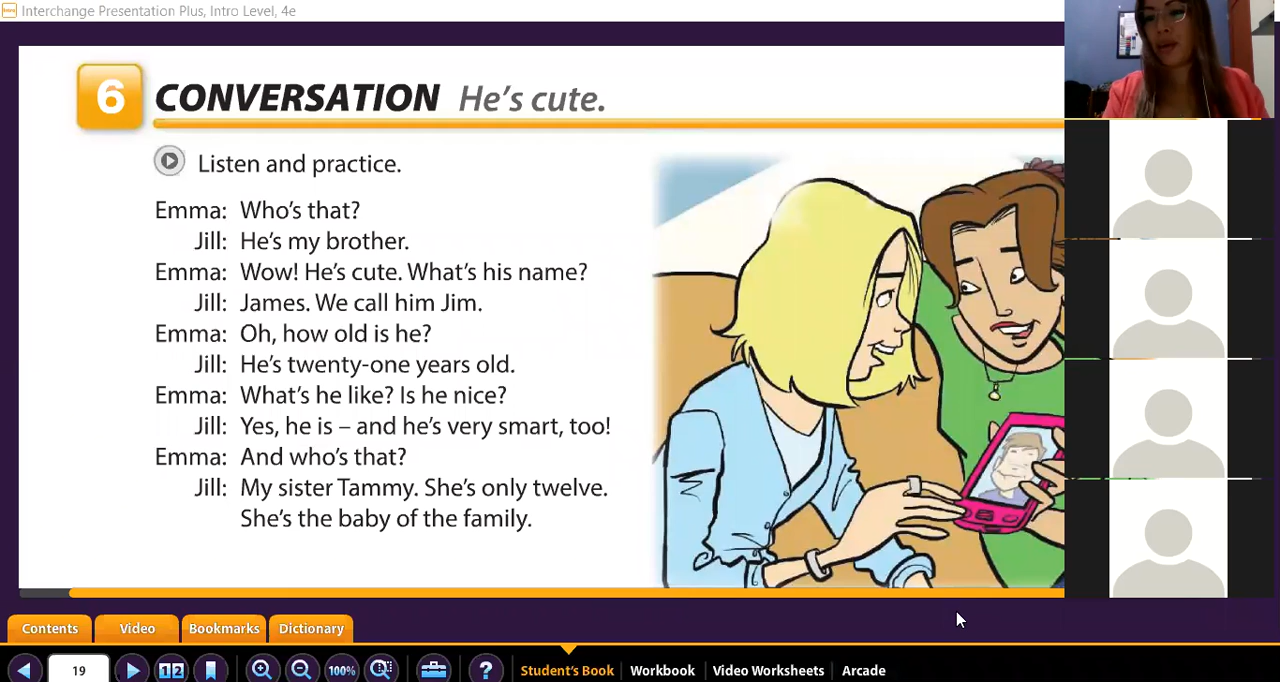 Interchange Presentation Plus, Intro Level, 4e
6 CONVERSATION He's cute.
Listen and practice.
Emma: Who's that?
Jill: He's my brother.
Emma: Wow! He's cute. What's his name?
Jill: James. We call him Jim.
Emma: Oh, how old is he?
Jill: He's twenty-one years old.
Emma: What's he like? Is he nice?
Jill: Yes, he is – and he's very smart, too!
Emma: And who's that?
Jill: My sister Tammy. She's only twelve.
She's the baby of the family.
Contents Video Bookmarks Dictionary
19 1 2 100% ? Student's Book Workbook Video Worksheets Arcade